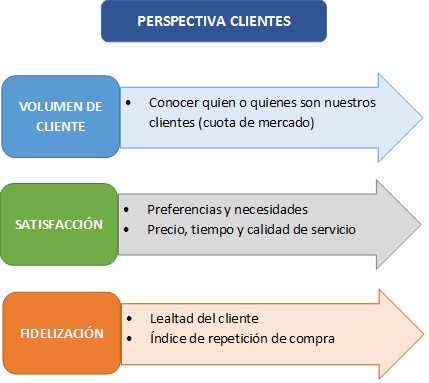 PERSPECTIVA CLIENTES
VOLUMEN DE
CLIENTE
• Conocer quien o quienes son nuestros
clientes (cuota de mercado)
SATISFACCIÓN
• Preferencias y necesidades
• Precio, tiempo y calidad de servicio
FIDELIZACIÓN
• Lealtad del cliente
• Índice de repetición de compra